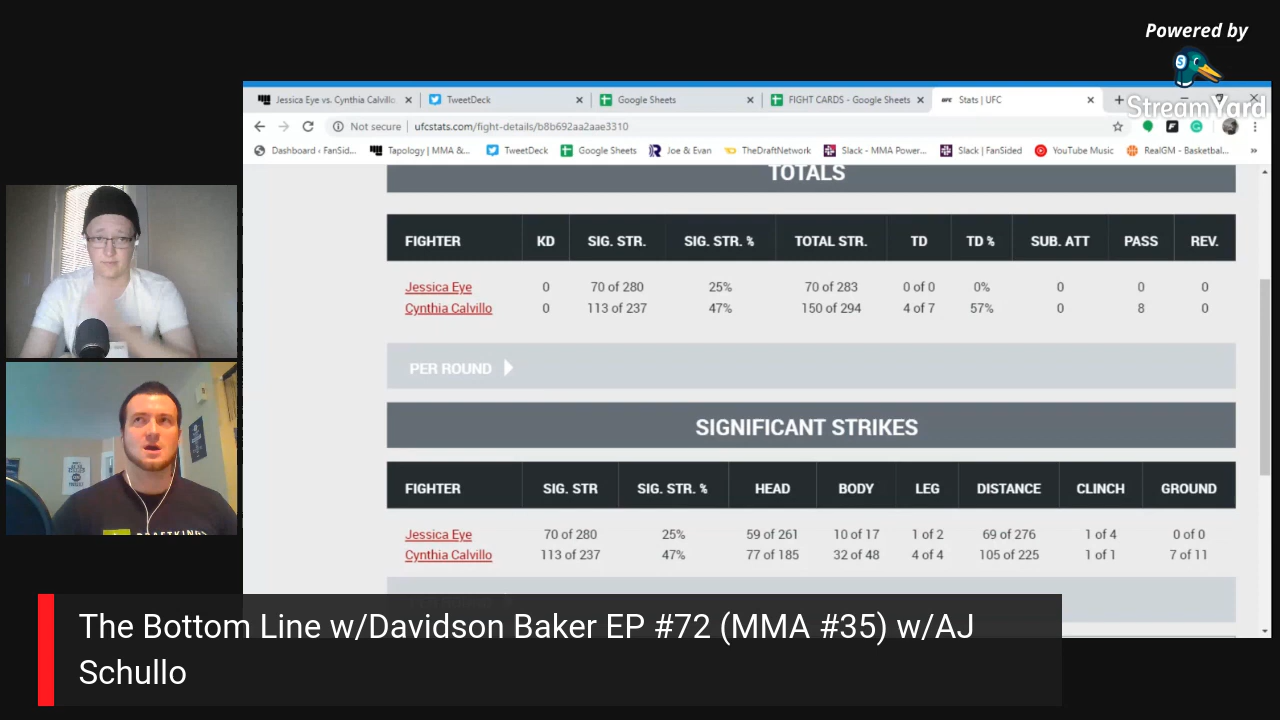 Powered by
S
StreamYard
Jessica Eye vs. Cynthia Calvillo
TweetDeck
Google Sheets
FIGHT CARDS - Google Sheets
Stats | UFC
Not secure | ufcstats.com/fight-details/b8b692aa2aae3310
Dashboard ‹ FanSid...
Tapology | MMA &...
TweetDeck
Google Sheets
Joe & Evan
TheDraftNetwork
Slack - MMA Power...
Slack | FanSided
YouTube Music
RealGM - Basketbal...
»
TOTALS
FIGHTER KD SIG. STR. SIG. STR. % TOTAL STR. TD TD % SUB. ATT PASS REV.
Jessica Eye 0 70 of 280 25% 70 of 283 0 of 0 0% 0 0 0
Cynthia Calvillo 0 113 of 237 47% 150 of 294 4 of 7 57% 0 8 0
PER ROUND
SIGNIFICANT STRIKES
FIGHTER SIG. STR SIG. STR. % HEAD BODY LEG DISTANCE CLINCH GROUND
Jessica Eye 70 of 280 25% 59 of 261 10 of 17 1 of 2 69 of 276 1 of 4 0 of 0
Cynthia Calvillo 113 of 237 47% 77 of 185 32 of 48 4 of 4 105 of 225 1 of 1 7 of 11
The Bottom Line w/Davidson Baker EP #72 (MMA #35) w/AJ
Schullo